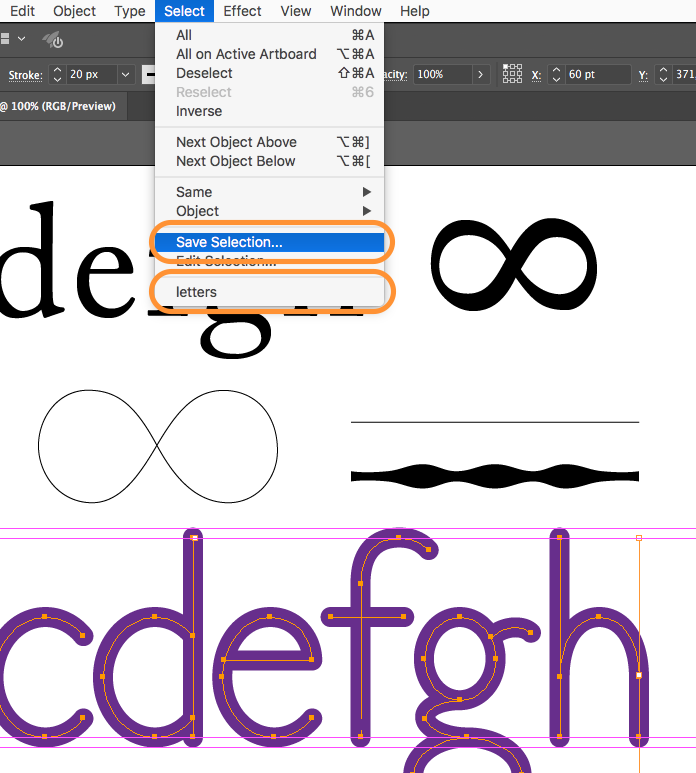 Edit Object Type Select Effect View Window Help
All ⌘A
All on Active Artboard ⌥⌘A
Stroke: 20 px
Deselect ⇧⌘A
acity: 100% X: 60 pt Y: 371.
Reselect ⌘6
@ 100% (RGB/Preview)
Inverse
Next Object Above ⌥⌘]
Next Object Below ⌥⌘[
Same
Object
Save Selection...
Edit Selection...
letters
defgh
cdefgh